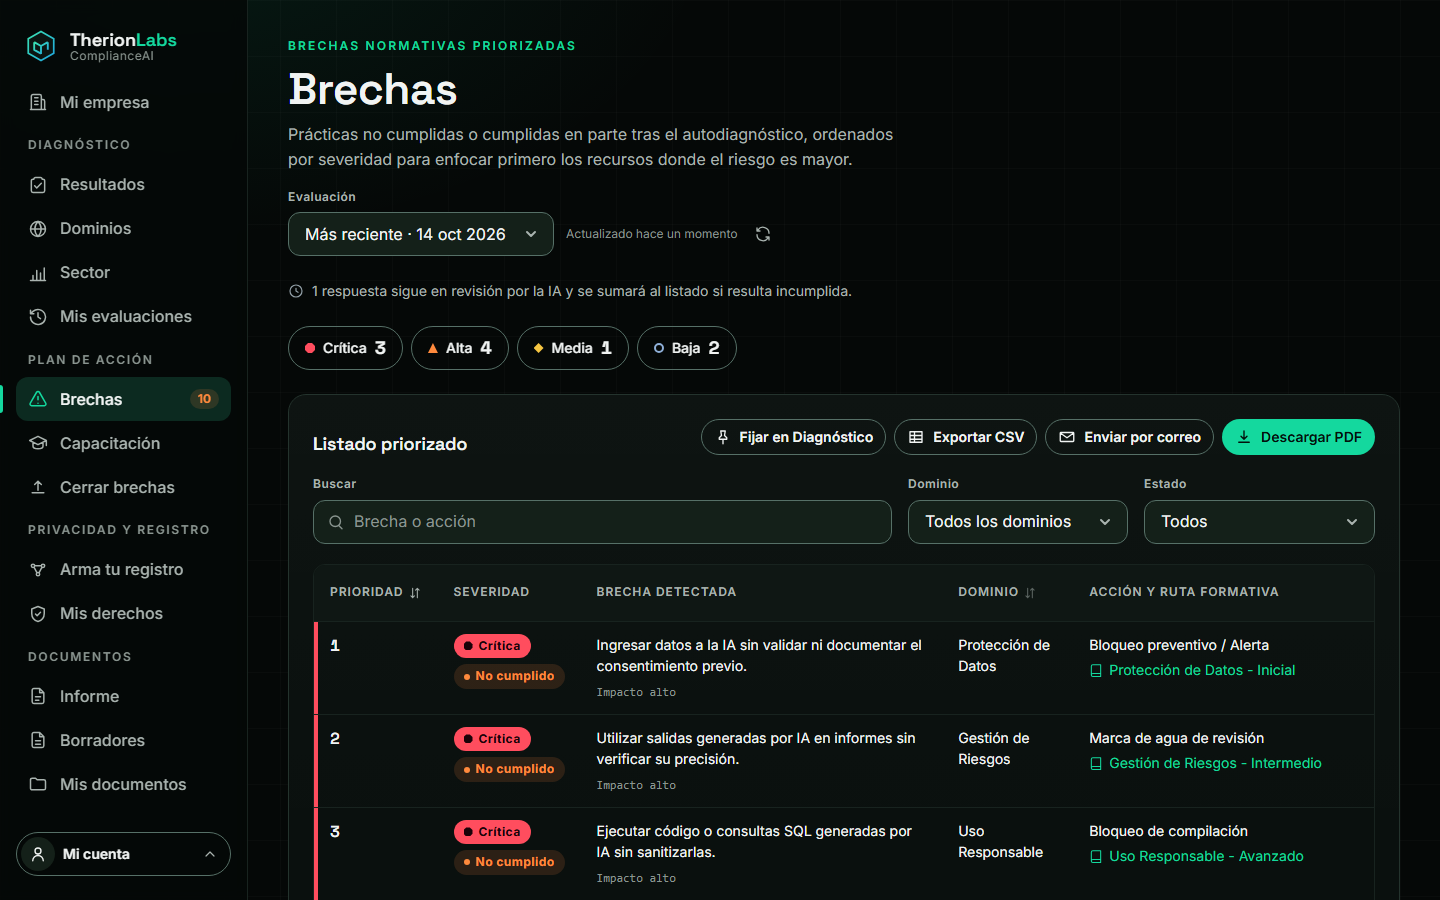 TherionLabs
ComplianceAI
Mi empresa
DIAGNÓSTICO
Resultados
Dominios
Sector
Mis evaluaciones
PLAN DE ACCIÓN
Brechas 10
Capacitación
Cerrar brechas
PRIVACIDAD Y REGISTRO
Arma tu registro
Mis derechos
DOCUMENTOS
Informe
Borradores
Mis documentos
Mi cuenta
BRECHAS NORMATIVAS PRIORIZADAS
Brechas
Prácticas no cumplidas o cumplidas en parte tras el autodiagnóstico, ordenados
por severidad para enfocar primero los recursos donde el riesgo es mayor.
Evaluación
Más reciente · 14 oct 2026
Actualizado hace un momento
1 respuesta sigue en revisión por la IA y se sumará al listado si resulta incumplida.
Crítica 3
Alta 4
Media 1
Baja 2
Listado priorizado
Fijar en Diagnóstico
Exportar CSV
Enviar por correo
Descargar PDF
Buscar
Brecha o acción
Dominio
Todos los dominios
Estado
Todos
PRIORIDAD SEVERIDAD BRECHA DETECTADA DOMINIO ACCIÓN Y RUTA FORMATIVA
1
Crítica
No cumplido
Ingresar datos a la IA sin validar ni documentar el
consentimiento previo.
Impacto alto
Protección de
Datos
Bloqueo preventivo / Alerta
Protección de Datos - Inicial
2
Crítica
No cumplido
Utilizar salidas generadas por IA en informes sin
verificar su precisión.
Impacto alto
Gestión de
Riesgos
Marca de agua de revisión
Gestión de Riesgos - Intermedio
3
Crítica
No cumplido
Ejecutar código o consultas SQL generadas por
IA sin sanitizarlas.
Impacto alto
Uso
Responsable
Bloqueo de compilación
Uso Responsable - Avanzado